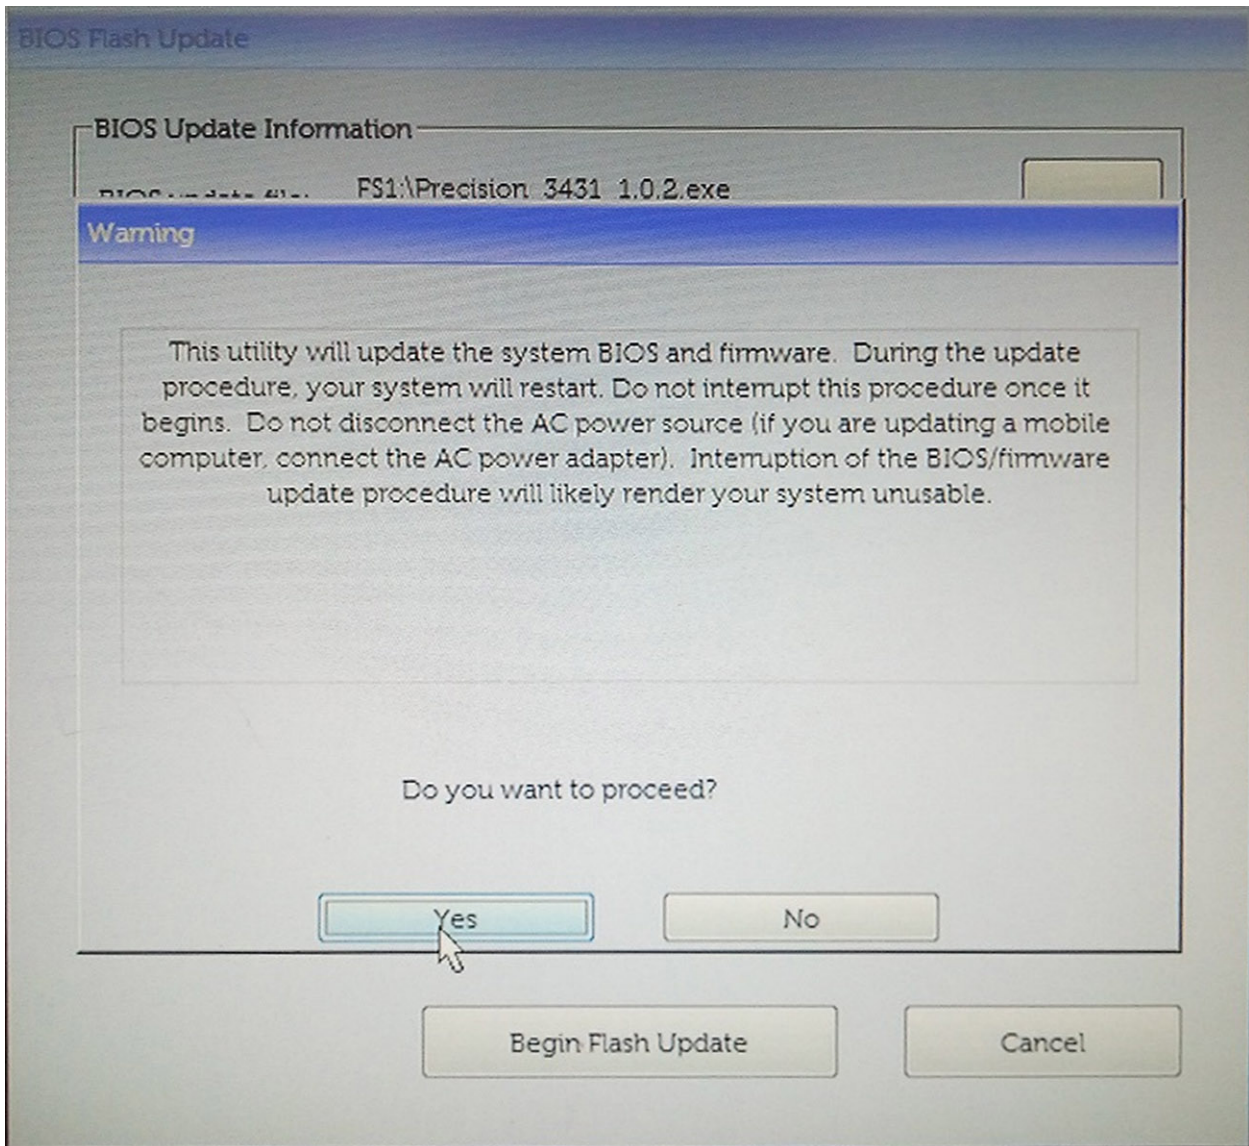 BIOS Flash Update
BIOS Update Information
FS1:\Precision_3431_1.0.2.exe
Warning
This utility will update the system BIOS and firmware. During the update
procedure, your system will restart. Do not interrupt this procedure once it
begins. Do not disconnect the AC power source (if you are updating a mobile
computer, connect the AC power adapter). Interruption of the BIOS/firmware
update procedure will likely render your system unusable.
Do you want to proceed?
Yes No
Begin Flash Update Cancel